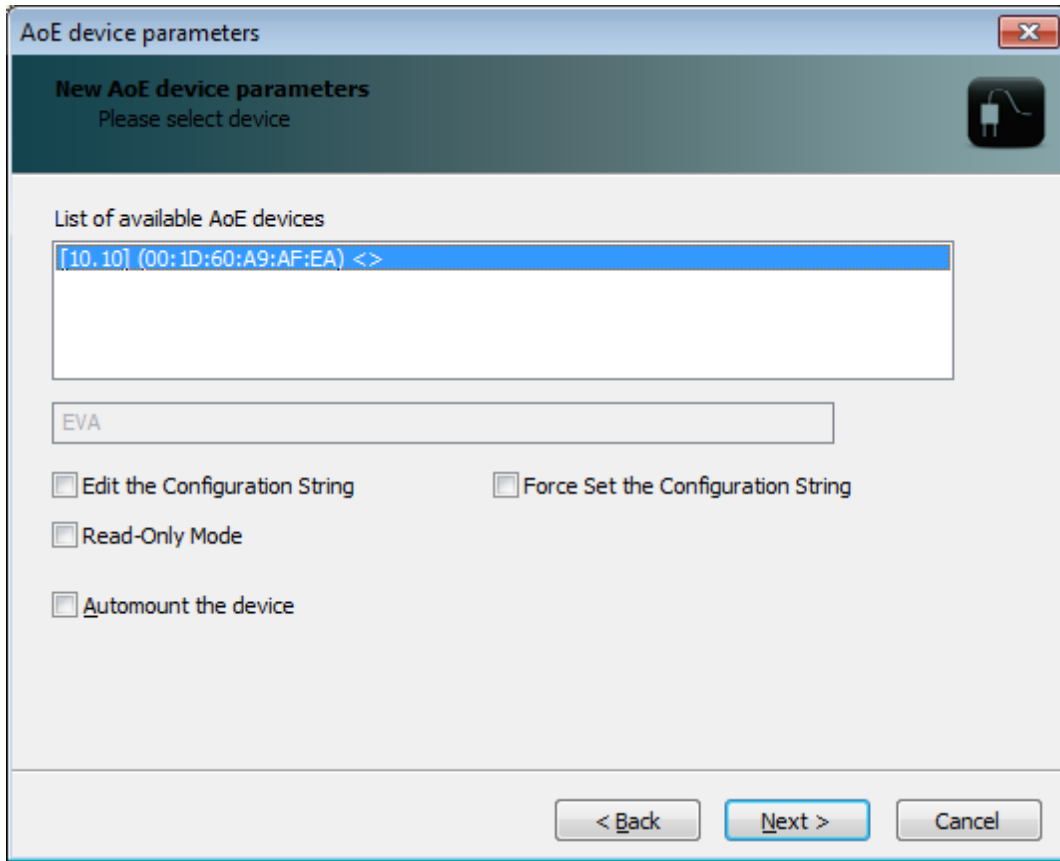 AoE device parameters
New AoE device parameters
Please select device
List of available AoE devices
[10.10] (00:1D:60:A9:AF:EA) <>
EVA
Edit the Configuration String
Force Set the Configuration String
Read-Only Mode
Automount the device
< Back
Next >
Cancel